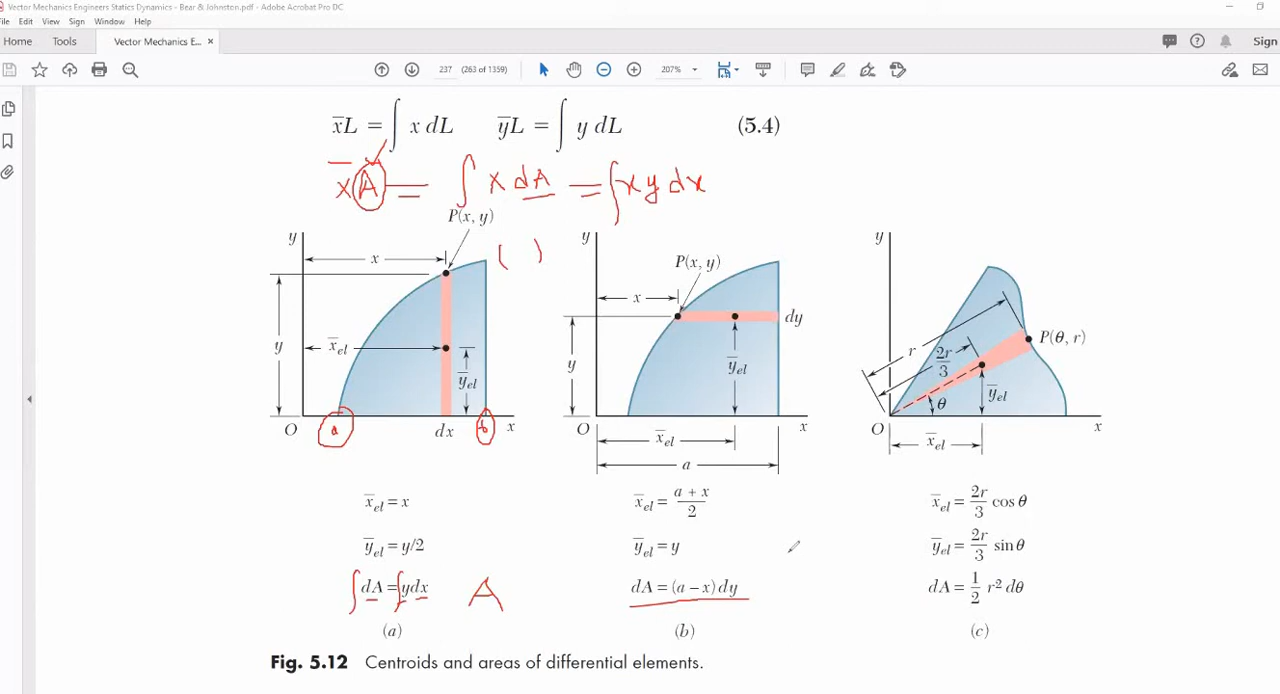 Vector Mechanics Engineers Statics Dynamics - Bear & Johnston.pdf - Adobe Acrobat Pro DC
File Edit View Sign Window Help
Home Tools Vector Mechanics E... × Sign
237 (263 of 1359) 207%
x̄L = ∫ x dL ȳL = ∫ y dL (5.4)
x̄A = ∫ x dA = ∫ x y dx
P(x, y)
( )
y
x
y
x̄el
ȳel
a
b
O
dx
x
x̄el = x
ȳel = y/2
∫ dA = ∫ ydx A
(a)
y
P(x, y)
x
dy
y
ȳel
O
x
x̄el
a
x̄el = a + x / 2
ȳel = y
dA = (a − x) dy
(b)
y
P(θ, r)
r
2r/3
ȳel
θ
O
x
x̄el
x̄el = 2r/3 cos θ
ȳel = 2r/3 sin θ
dA = 1/2 r² dθ
(c)
Fig. 5.12 Centroids and areas of differential elements.